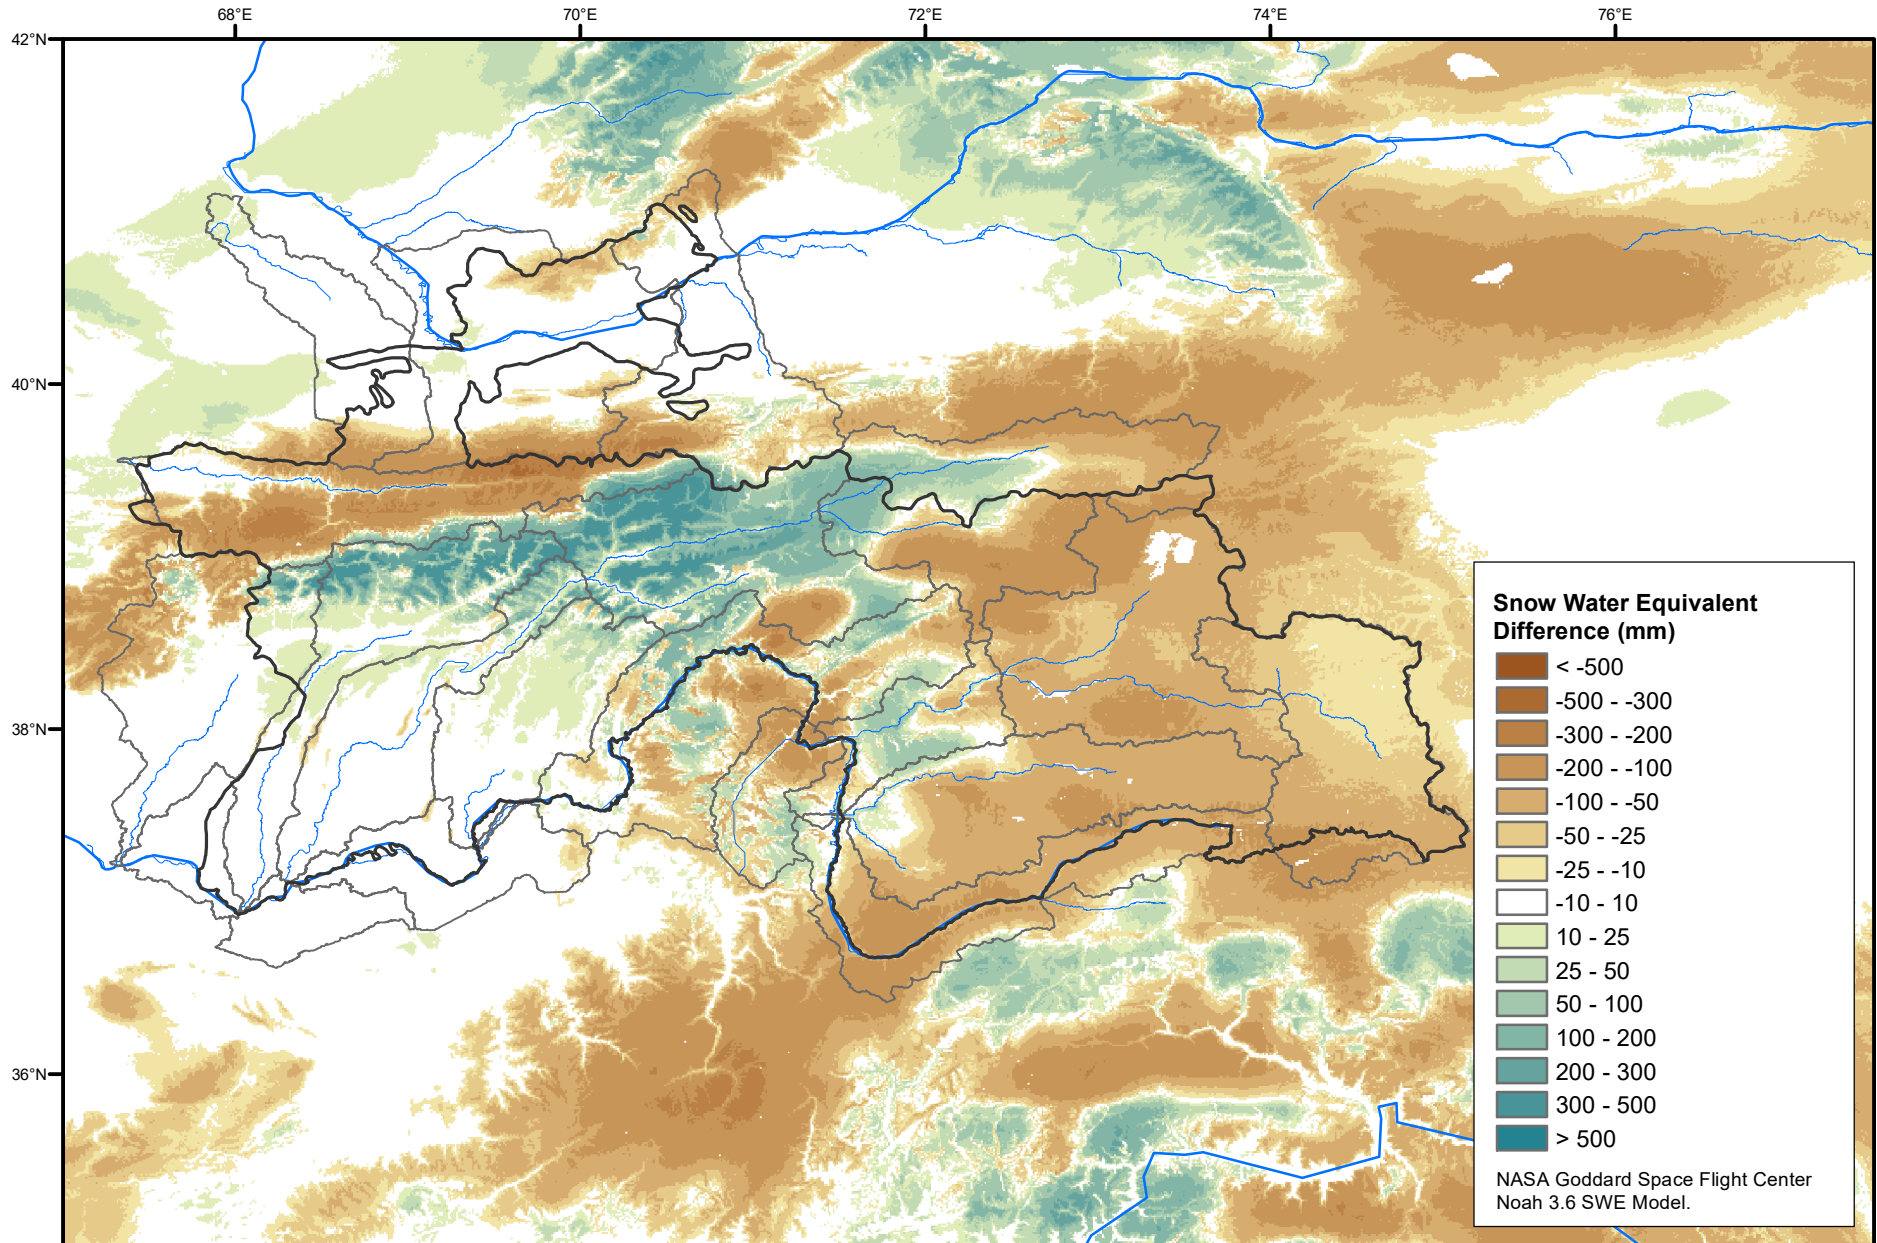 68°E
70°E
72°E
74°E
76°E
42°N
40°N
38°N
36°N
Snow Water Equivalent
Difference (mm)
< -500
-500 - -300
-300 - -200
-200 - -100
-100 - -50
-50 - -25
-25 - -10
-10 - 10
10 - 25
25 - 50
50 - 100
100 - 200
200 - 300
300 - 500
> 500
NASA Goddard Space Flight Center
Noah 3.6 SWE Model.